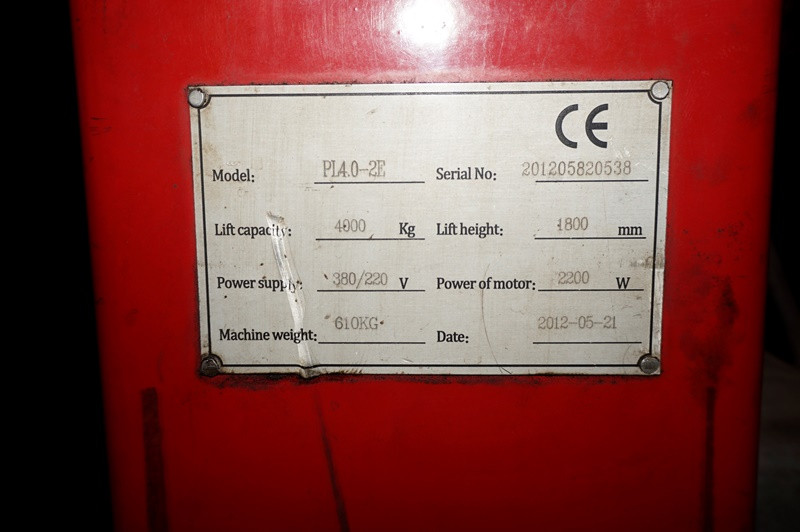 CE
Model: PL4.0-2E Serial No: 201205820538
Lift capacity: 4000 Kg Lift height: 1800 mm
Power supply: 380/220 V Power of motor: 2200 W
Machine weight: 610KG Date: 2012-05-21